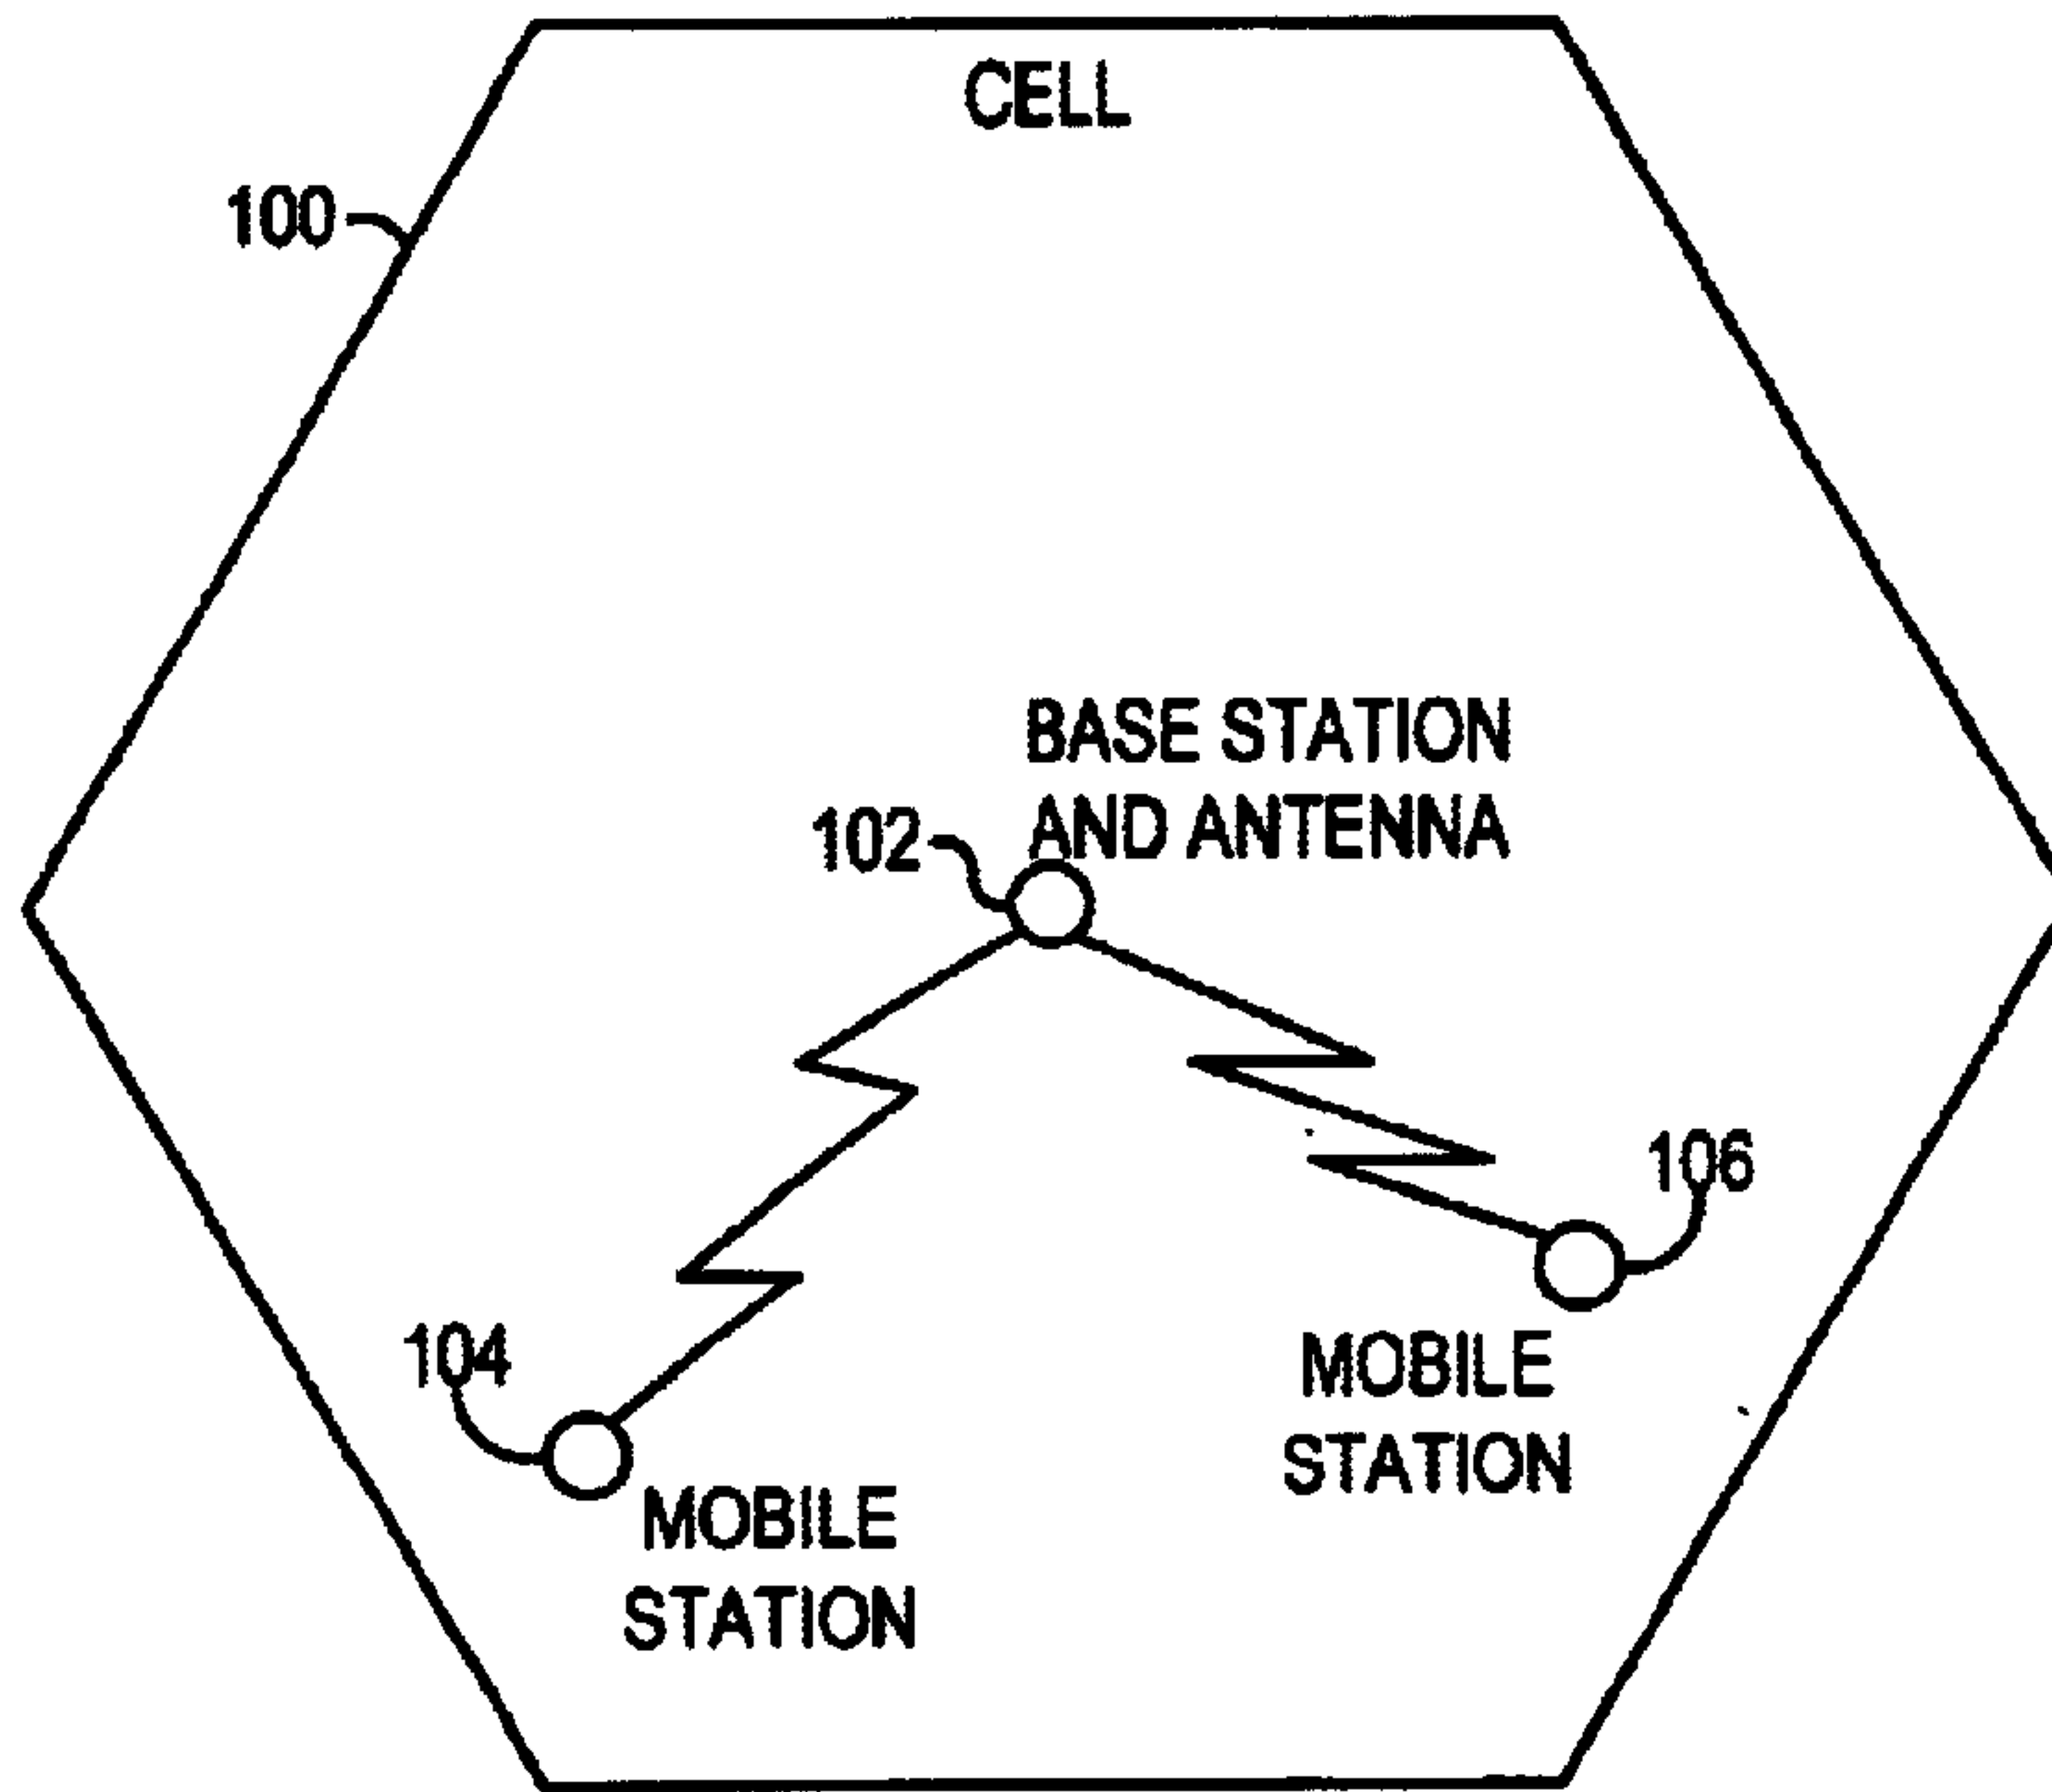 CELL
100
BASE STATION
AND ANTENNA
102
106
104
MOBILE
STATION
MOBILE
STATION